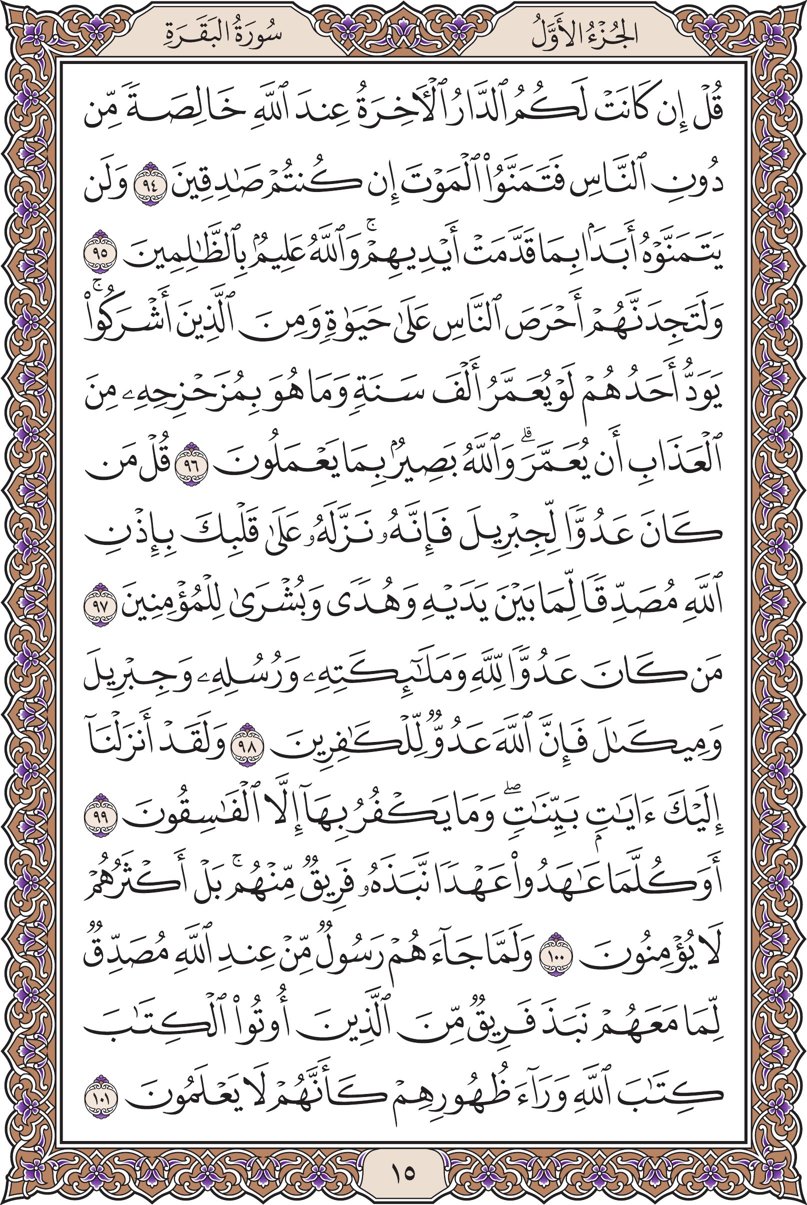 الجُزْءُ الأَوَّلُ
سُورَةُ البَقَرَةِ
قُلْ إِن كَانَتْ لَكُمُ ٱلدَّارُ ٱلْأٓخِرَةُ عِندَ ٱللَّهِ خَالِصَةً مِّن
دُونِ ٱلنَّاسِ فَتَمَنَّوُا۟ ٱلْمَوْتَ إِن كُنتُمْ صَٰدِقِينَ ٩٤ وَلَن
يَتَمَنَّوْهُ أَبَدًۢا بِمَا قَدَّمَتْ أَيْدِيهِمْۚ وَٱللَّهُ عَلِيمٌۢ بِٱلظَّٰلِمِينَ ٩٥
وَلَتَجِدَنَّهُمْ أَحْرَصَ ٱلنَّاسِ عَلَىٰ حَيَوٰةٍ وَمِنَ ٱلَّذِينَ أَشْرَكُوا۟ۚ
يَوَدُّ أَحَدُهُمْ لَوْ يُعَمَّرُ أَلْفَ سَنَةٍ وَمَا هُوَ بِمُزَحْزِحِهِۦ مِنَ
ٱلْعَذَابِ أَن يُعَمَّرَۗ وَٱللَّهُ بَصِيرٌۢ بِمَا يَعْمَلُونَ ٩٦ قُلْ مَن
كَانَ عَدُوًّا لِّجِبْرِيلَ فَإِنَّهُۥ نَزَّلَهُۥ عَلَىٰ قَلْبِكَ بِإِذْنِ
ٱللَّهِ مُصَدِّقًا لِّمَا بَيْنَ يَدَيْهِ وَهُدًى وَبُشْرَىٰ لِلْمُؤْمِنِينَ ٩٧
مَن كَانَ عَدُوًّا لِّلَّهِ وَمَلَٰٓئِكَتِهِۦ وَرُسُلِهِۦ وَجِبْرِيلَ
وَمِيكَىٰلَ فَإِنَّ ٱللَّهَ عَدُوٌّ لِّلْكَٰفِرِينَ ٩٨ وَلَقَدْ أَنزَلْنَآ
إِلَيْكَ ءَايَٰتٍۭ بَيِّنَٰتٍۖ وَمَا يَكْفُرُ بِهَآ إِلَّا ٱلْفَٰسِقُونَ ٩٩
أَوَكُلَّمَا عَٰهَدُوا۟ عَهْدًا نَّبَذَهُۥ فَرِيقٌ مِّنْهُمۚ بَلْ أَكْثَرُهُمْ
لَا يُؤْمِنُونَ ١٠٠ وَلَمَّا جَآءَهُمْ رَسُولٌ مِّنْ عِندِ ٱللَّهِ مُصَدِّقٌ
لِّمَا مَعَهُمْ نَبَذَ فَرِيقٌ مِّنَ ٱلَّذِينَ أُوتُوا۟ ٱلْكِتَٰبَ
كِتَٰبَ ٱللَّهِ وَرَآءَ ظُهُورِهِمْ كَأَنَّهُمْ لَا يَعْلَمُونَ ١٠١
١٥